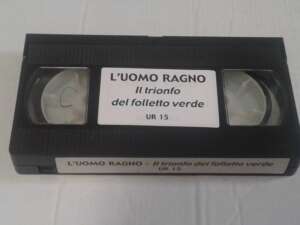 L'UOMO RAGNO
Il trionfo
del folletto verde
UR 15
C
L'UOMO RAGNO - Il trionfo del folletto verde
UR 15